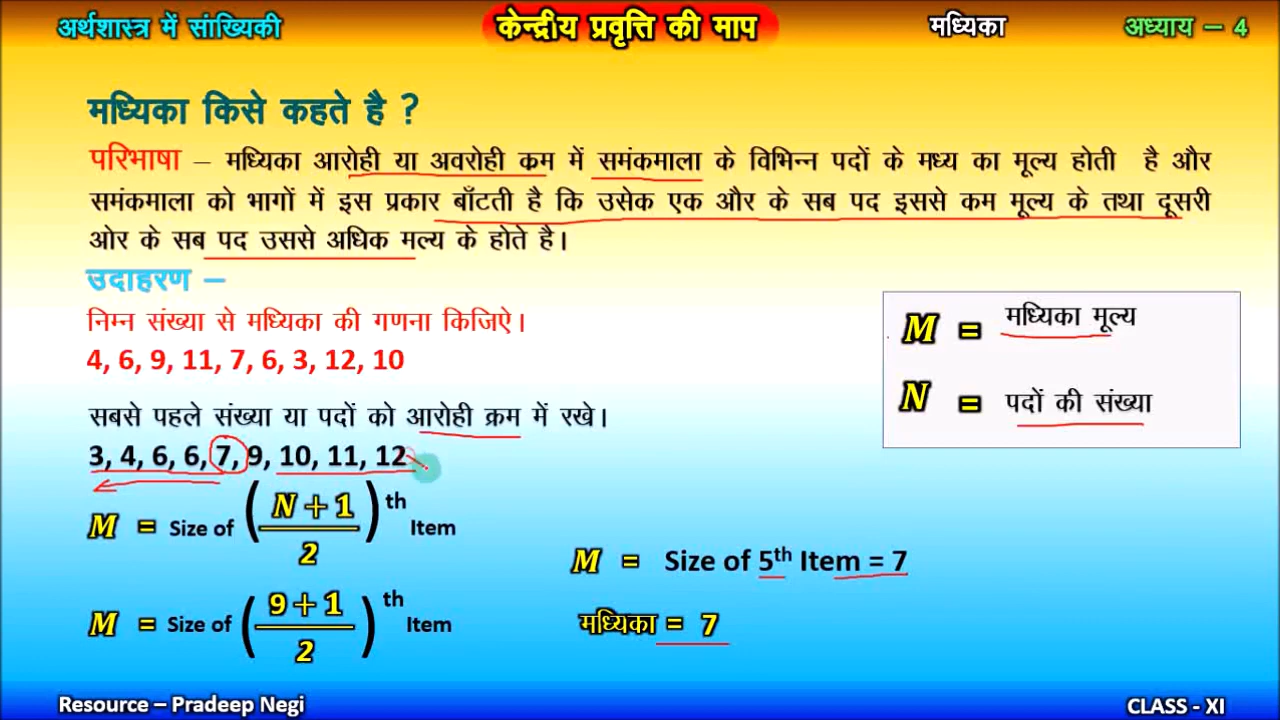 अर्थशास्त्र में सांख्यिकी
केन्द्रीय प्रवृत्ति की माप
मध्यिका
अध्याय – 4
मध्यिका किसे कहते है ?
परिभाषा – मध्यिका आरोही या अवरोही क्रम में समंकमाला के विभिन्न पदों के मध्य का मूल्य होती है और
समंकमाला को भागों में इस प्रकार बाँटती है कि उसेक एक और के सब पद इससे कम मूल्य के तथा दूसरी
ओर के सब पद उससे अधिक मल्य के होते है।
उदाहरण –
निम्न संख्या से मध्यिका की गणना किजिऐ।
4, 6, 9, 11, 7, 6, 3, 12, 10
सबसे पहले संख्या या पदों को आरोही क्रम में रखे।
3, 4, 6, 6, 7, 9, 10, 11, 12
M = Size of ((N + 1)/2)th Item
M = Size of ((9 + 1)/2)th Item
M = मध्यिका मूल्य
N = पदों की संख्या
M = Size of 5th Item = 7
मध्यिका = 7
Resource – Pradeep Negi
CLASS - XI